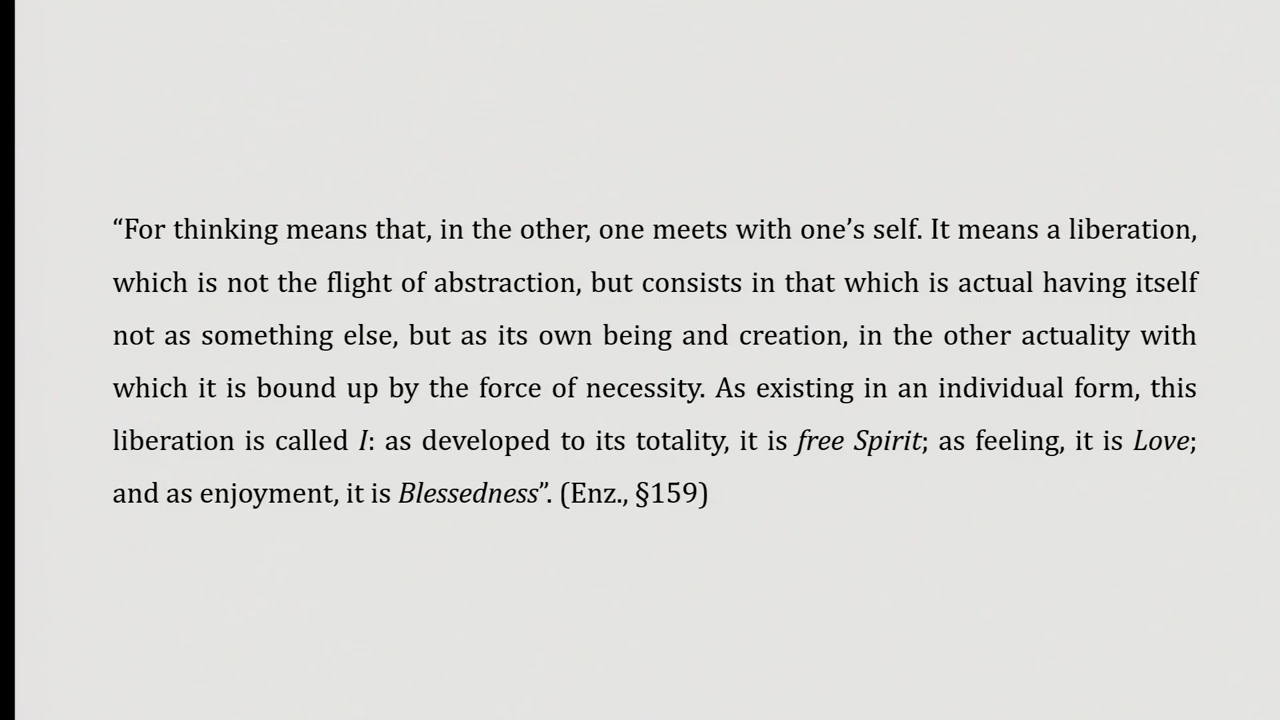 “For thinking means that, in the other, one meets with one’s self. It means a liberation,
which is not the flight of abstraction, but consists in that which is actual having itself
not as something else, but as its own being and creation, in the other actuality with
which it is bound up by the force of necessity. As existing in an individual form, this
liberation is called I: as developed to its totality, it is free Spirit; as feeling, it is Love;
and as enjoyment, it is Blessedness”. (Enz., §159)